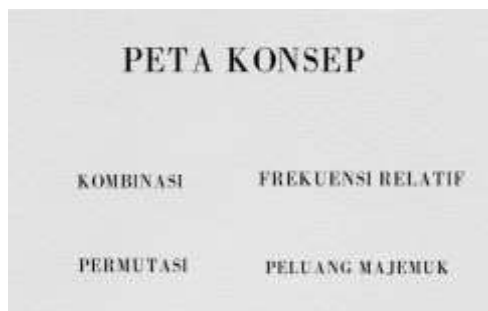 PETA KONSEP
KOMBINASI
FREKUENSI RELATIF
PERMUTASI
PELUANG MAJEMUK